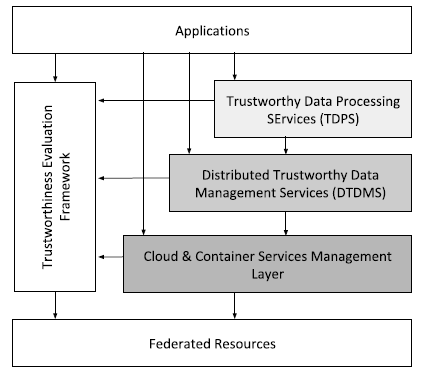 Applications
Trustworthiness Evaluation
Framework
Trustworthy Data Processing
SErvices (TDPS)
Distributed Trustworthy Data
Management Services (DTDMS)
Cloud & Container Services Management
Layer
Federated Resources